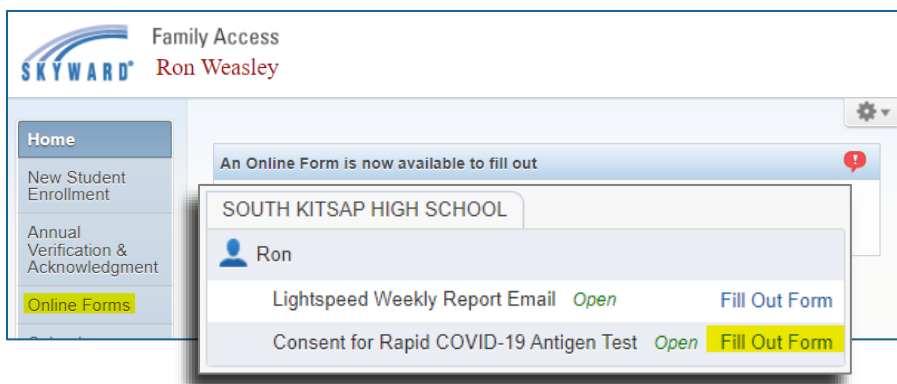 Family Access
SKYWARD®
Ron Weasley
Home
New Student
Enrollment
Annual
Verification &
Acknowledgment
Online Forms
An Online Form is now available to fill out
SOUTH KITSAP HIGH SCHOOL
Ron
Lightspeed Weekly Report Email Open Fill Out Form
Consent for Rapid COVID-19 Antigen Test Open Fill Out Form